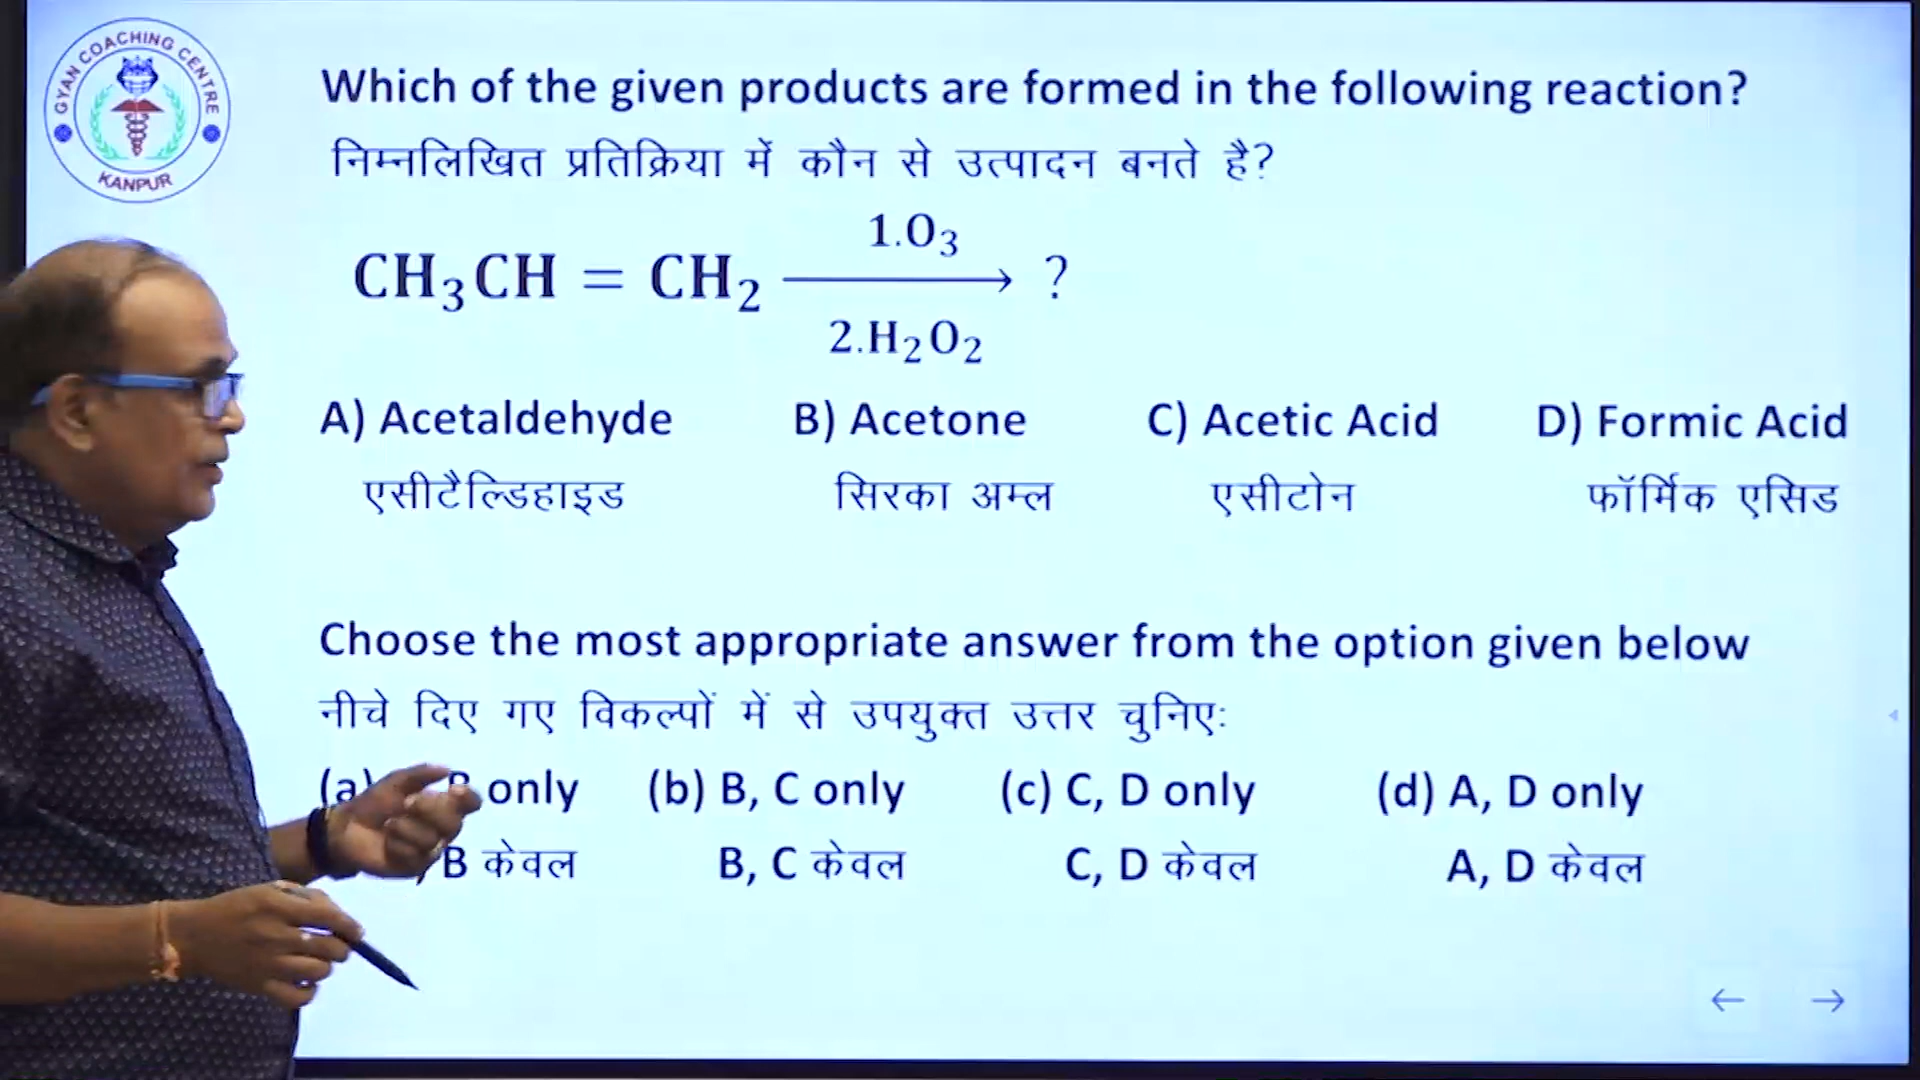 GYAN COACHING CENTRE
KANPUR
Which of the given products are formed in the following reaction?
निम्नलिखित प्रतिक्रिया में कौन से उत्पादन बनते है?
1.O₃
CH₃CH = CH₂ ⟶ ?
2.H₂O₂
A) Acetaldehyde B) Acetone C) Acetic Acid D) Formic Acid
एसीटैल्डिहाइड सिरका अम्ल एसीटोन फॉर्मिक एसिड
Choose the most appropriate answer from the option given below
नीचे दिए गए विकल्पों में से उपयुक्त उत्तर चुनिए:
(a) B only (b) B, C only (c) C, D only (d) A, D only
, B केवल B, C केवल C, D केवल A, D केवल